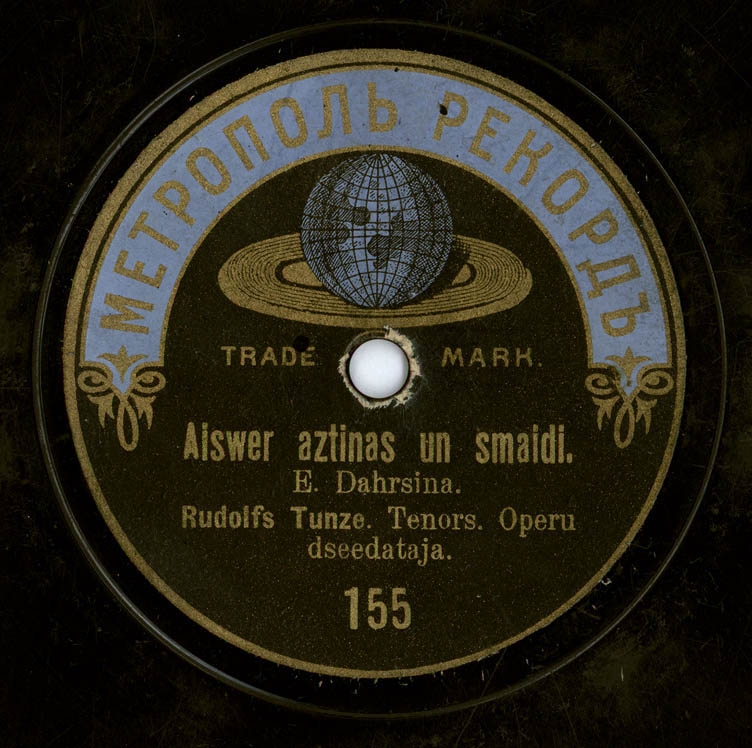 МЕТРОПОЛЬ РЕКОРДЪ
TRADE MARK.
Aiswer aztinas un smaidi.
E. Dahrsina.
Rudolfs Tunze. Tenors. Operu
dseedataja.
155